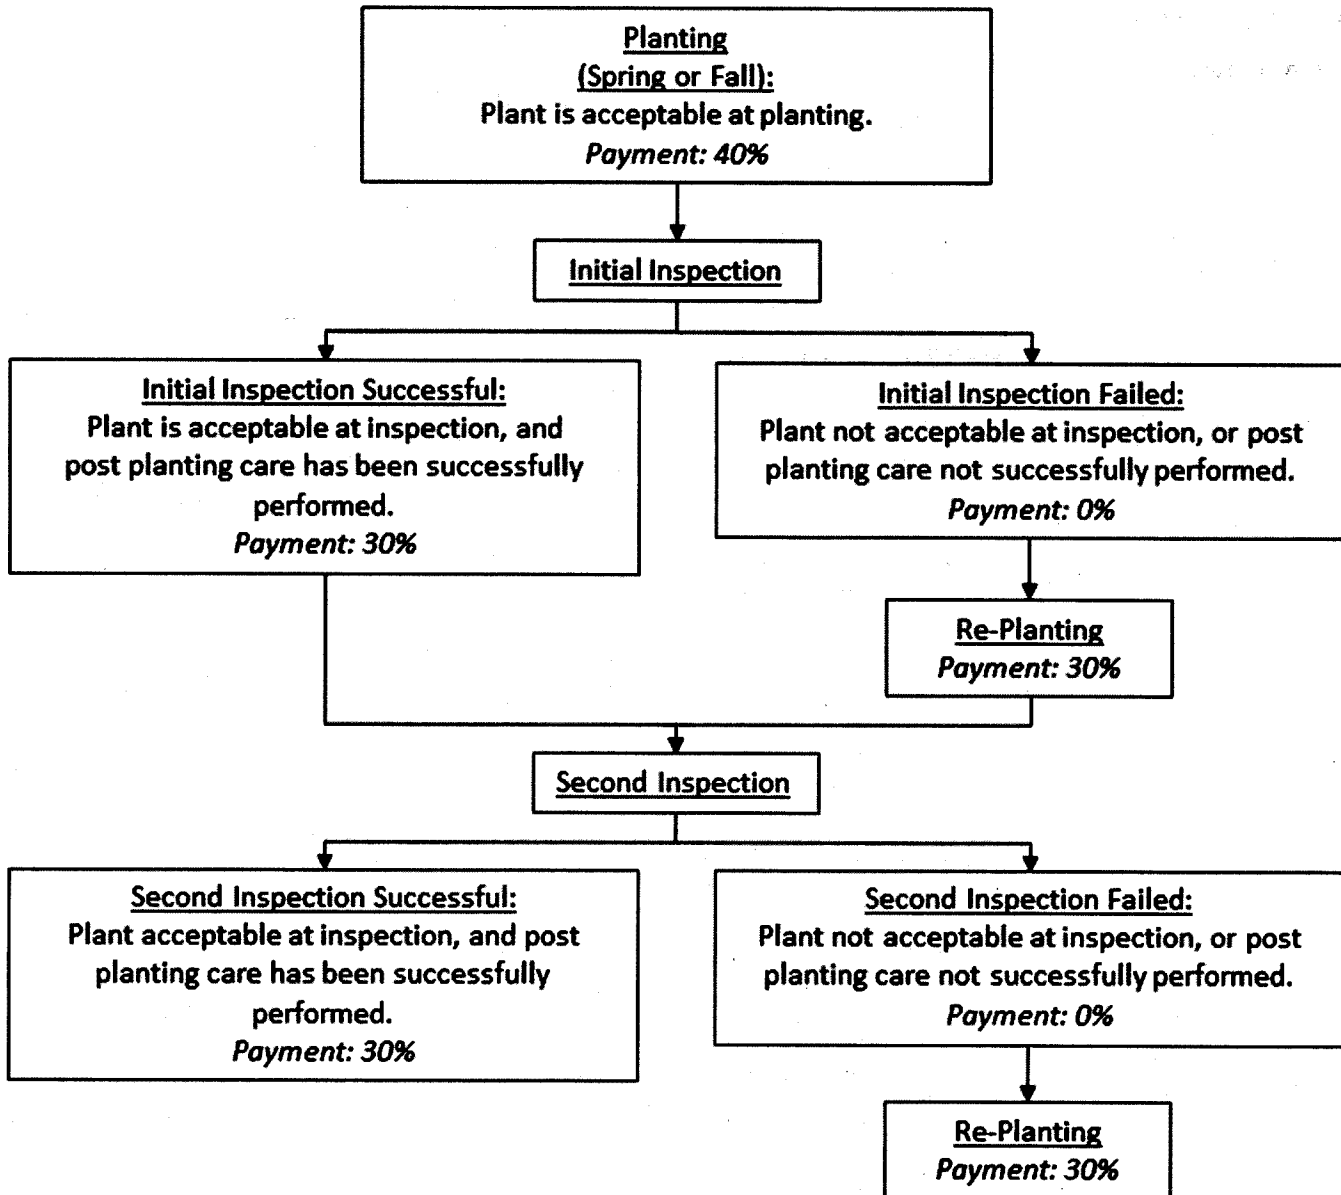 Planting
(Spring or Fall):
Plant is acceptable at planting.
Payment: 40%
Initial Inspection
Initial Inspection Successful:
Plant is acceptable at inspection, and
post planting care has been successfully
performed.
Payment: 30%
Initial Inspection Failed:
Plant not acceptable at inspection, or post
planting care not successfully performed.
Payment: 0%
Re-Planting
Payment: 30%
Second Inspection
Second Inspection Successful:
Plant acceptable at inspection, and post
planting care has been successfully
performed.
Payment: 30%
Second Inspection Failed:
Plant not acceptable at inspection, or post
planting care not successfully performed.
Payment: 0%
Re-Planting
Payment: 30%